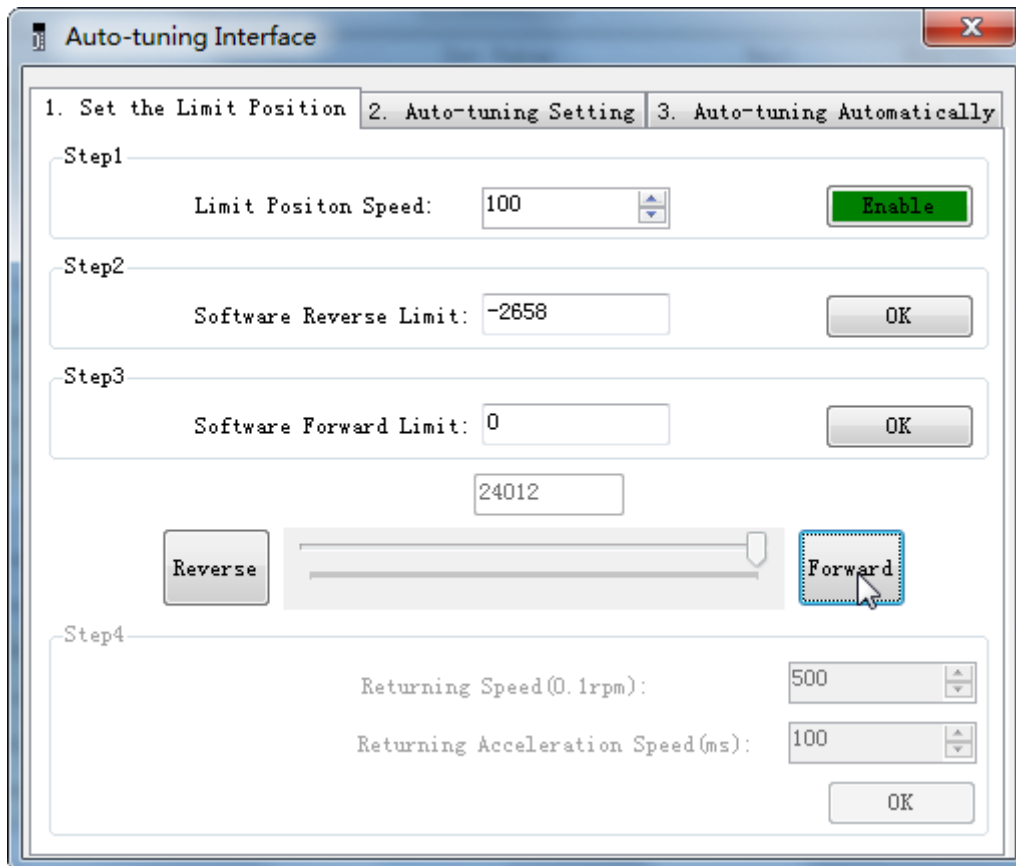 Auto-tuning Interface
1. Set the Limit Position 2. Auto-tuning Setting 3. Auto-tuning Automatically
Step1
Limit Positon Speed: 100 Enable
Step2
Software Reverse Limit: -2658 OK
Step3
Software Forward Limit: 0 OK
24012
Reverse Forward
Step4
Returning Speed(0.1rpm): 500
Returning Acceleration Speed(ms): 100
OK